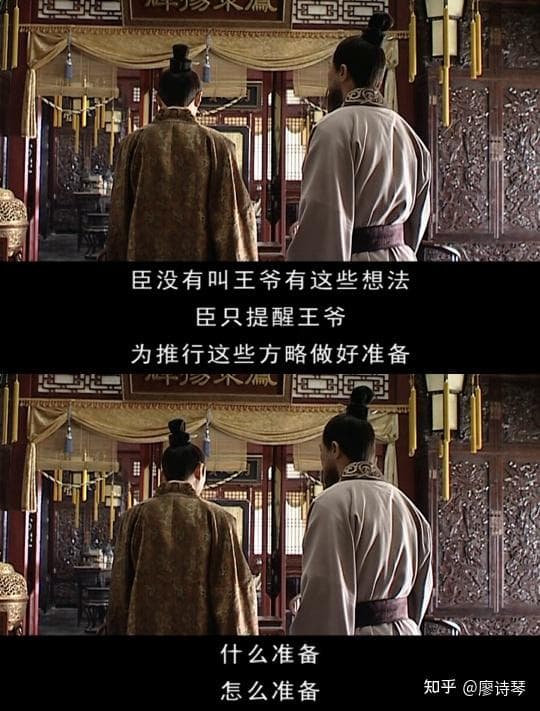 臣没有叫王爷有这些想法
臣只提醒王爷
为推行这些方略做好准备
什么准备
怎么准备
知乎 @廖诗琴